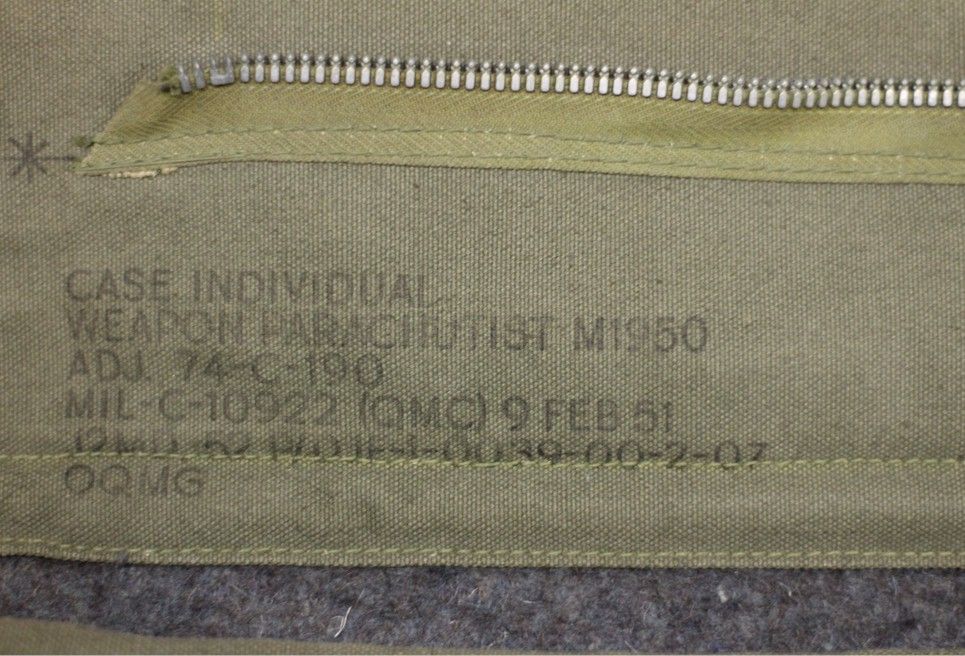 CASE INDIVIDUAL
WEAPON PARACHUTIST M1950
ADJ. 74-C-190
MIL-C-10922 (QMC) 9 FEB 51
OQMG